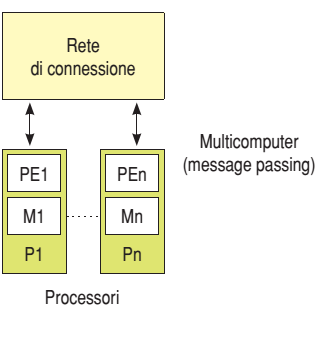 Rete
di connessione
Multicomputer
(message passing)
PE1
PEn
M1
Mn
P1
Pn
Processori